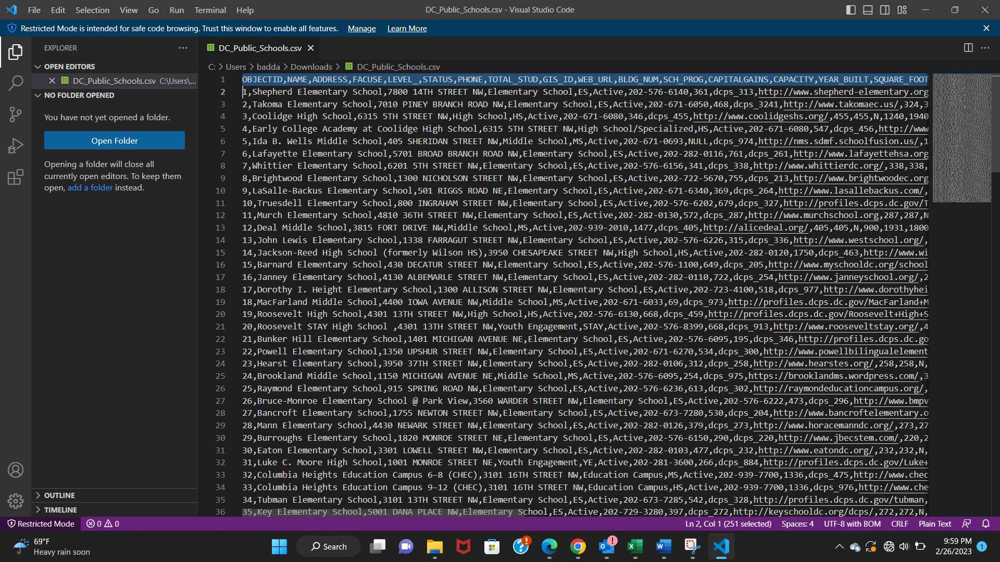 File Edit Selection View Go Run Terminal Help
DC_Public_Schools.csv - Visual Studio Code
Restricted Mode is intended for safe code browsing. Trust this window to enable all features. Manage Learn More
EXPLORER
OPEN EDITORS
DC_Public_Schools.csv C:\Users\...
NO FOLDER OPENED
You have not yet opened a folder.
Open Folder
Opening a folder will close all
currently open editors. To keep them
open, add a folder instead.
OUTLINE
TIMELINE
DC_Public_Schools.csv
C: > Users > badda > Downloads > DC_Public_Schools.csv
1 OBJECTID,NAME,ADDRESS,FACUSE,LEVEL_,STATUS,PHONE,TOTAL_STUD,GIS_ID,WEB_URL,BLDG_NUM,SCH_PROG,CAPITALGAINS,CAPACITY,YEAR_BUILT,SQUARE_FOOT
2 1,Shepherd Elementary School,7800 14TH STREET NW,Elementary School,ES,Active,202-576-6140,361,dcps_313,http://www.shepherd-elementary.org
3 2,Takoma Elementary School,7010 PINEY BRANCH ROAD NW,Elementary School,ES,Active,202-671-6050,468,dcps_3241,http://www.takomaec.us/,324,3
4 3,Coolidge High School,6315 5TH STREET NW,High School,HS,Active,202-671-6080,346,dcps_455,http://www.coolidgeshs.org/,455,455,N,1240,1940
5 4,Early College Academy at Coolidge High School,6315 5TH STREET NW,High School/Specialized,HS,Active,202-671-6080,547,dcps_456,http://www
6 5,Ida B. Wells Middle School,405 SHERIDAN STREET NW,Middle School,MS,Active,202-671-0693,NULL,dcps_974,http://nms.sdmf.schoolfusion.us/,1
7 6,Lafayette Elementary School,5701 BROAD BRANCH ROAD NW,Elementary School,ES,Active,202-282-0116,761,dcps_261,http://www.lafayettehsa.org
8 7,Whittier Elementary School,6201 5TH STREET NW,Elementary School,ES,Active,202-576-6156,341,dcps_338,http://www.whittierdc.org/,338,338,
9 8,Brightwood Elementary School,1300 NICHOLSON STREET NW,Elementary School,ES,Active,202-722-5670,755,dcps_213,http://www.brightwoodec.org
10 9,LaSalle-Backus Elementary School,501 RIGGS ROAD NE,Elementary School,ES,Active,202-671-6340,369,dcps_264,http://www.lasallebackus.com/,
11 10,Truesdell Elementary School,800 INGRAHAM STREET NW,Elementary School,ES,Active,202-576-6202,679,dcps_327,http://profiles.dcps.dc.gov/T
12 11,Murch Elementary School,4810 36TH STREET NW,Elementary School,ES,Active,202-282-0130,572,dcps_287,http://www.murchschool.org,287,287,N
13 12,Deal Middle School,3815 FORT DRIVE NW,Middle School,MS,Active,202-939-2010,1477,dcps_405,http://alicedeal.org/,405,405,N,900,1931,1800
14 13,John Lewis Elementary School,1338 FARRAGUT STREET NW,Elementary School,ES,Active,202-576-6226,315,dcps_336,http://www.westschool.org/,
15 14,Jackson-Reed High School (formerly Wilson HS),3950 CHESAPEAKE STREET NW,High School,HS,Active,202-282-0120,1750,dcps_463,http://www.wi
16 15,Barnard Elementary School,430 DECATUR STREET NW,Elementary School,ES,Active,202-576-1100,649,dcps_205,http://www.myschooldc.org/school
17 16,Janney Elementary School,4130 ALBEMARLE STREET NW,Elementary School,ES,Active,202-282-0110,722,dcps_254,http://www.janneyschool.org/,2
18 17,Dorothy I. Height Elementary School,1300 ALLISON STREET NW,Elementary School,ES,Active,202-723-4100,518,dcps_977,http://www.dorothyhei
19 18,MacFarland Middle School,4400 IOWA AVENUE NW,Middle School,MS,Active,202-671-6033,69,dcps_973,http://profiles.dcps.dc.gov/MacFarland+M
20 19,Roosevelt High School,4301 13TH STREET NW,High School,HS,Active,202-576-6130,668,dcps_459,http://profiles.dcps.dc.gov/Roosevelt+High+S
21 20,Roosevelt STAY High School ,4301 13TH STREET NW,Youth Engagement,STAY,Active,202-576-8399,668,dcps_913,http://www.rooseveltstay.org/,4
22 21,Bunker Hill Elementary School,1401 MICHIGAN AVENUE NE,Elementary School,ES,Active,202-576-6095,195,dcps_346,http://profiles.dcps.dc.go
23 22,Powell Elementary School,1350 UPSHUR STREET NW,Elementary School,ES,Active,202-671-6270,534,dcps_300,http://www.powellbilingualelement
24 23,Hearst Elementary School,3950 37TH STREET NW,Elementary School,ES,Active,202-282-0106,312,dcps_258,http://www.hearstes.org/,258,258,N,
25 24,Brookland Middle School,1150 MICHIGAN AVENUE NE,Middle School,MS,Active,202-576-6095,254,dcps_975,https://brooklandms.wordpress.com/,3
26 25,Raymond Elementary School,915 SPRING ROAD NW,Elementary School,ES,Active,202-576-6236,613,dcps_302,http://raymondeducationcampus.org/,
27 26,Bruce-Monroe Elementary School @ Park View,3560 WARDER STREET NW,Elementary School,ES,Active,202-576-6222,473,dcps_296,http://www.bmpv
28 27,Bancroft Elementary School,1755 NEWTON STREET NW,Elementary School,ES,Active,202-673-7280,530,dcps_204,http://www.bancroftelementary.o
29 28,Mann Elementary School,4430 NEWARK STREET NW,Elementary School,ES,Active,202-282-0126,379,dcps_273,http://www.horacemanndc.org/,273,27
30 29,Burroughs Elementary School,1820 MONROE STREET NE,Elementary School,ES,Active,202-576-6150,290,dcps_220,http://www.jbecstem.com/,220,2
31 30,Eaton Elementary School,3301 LOWELL STREET NW,Elementary School,ES,Active,202-282-0103,477,dcps_232,http://www.eatondc.org/,232,232,N,
32 31,Luke C. Moore High School,1001 MONROE STREET NE,Youth Engagement,YE,Active,202-281-3600,266,dcps_884,http://profiles.dcps.dc.gov/Luke+
33 32,Columbia Heights Education Campus 6–8 (CHEC),3101 16TH STREET NW,Education Campus,MS,Active,202-939-7700,1336,dcps_475,http://www.chec
34 33,Columbia Heights Education Campus 9–12 (CHEC),3101 16TH STREET NW,Education Campus,HS,Active,202-939-7700,1336,dcps_976,http://www.che
35 34,Tubman Elementary School,3101 13TH STREET NW,Elementary School,ES,Active,202-673-7285,542,dcps_328,http://profiles.dcps.dc.gov/tubman,
36 35,Key Elementary School,5001 DANA PLACE NW,Elementary School,ES,Active,202-729-3280,397,dcps_272,http://keyschooldc.org/dcps/,272,272,N,
Restricted Mode 0 0 Ln 2, Col 1 (251 selected) Spaces: 4 UTF-8 with BOM CRLF Plain Text
69°F
Heavy rain soon
Search
9:59 PM
2/26/2023
1